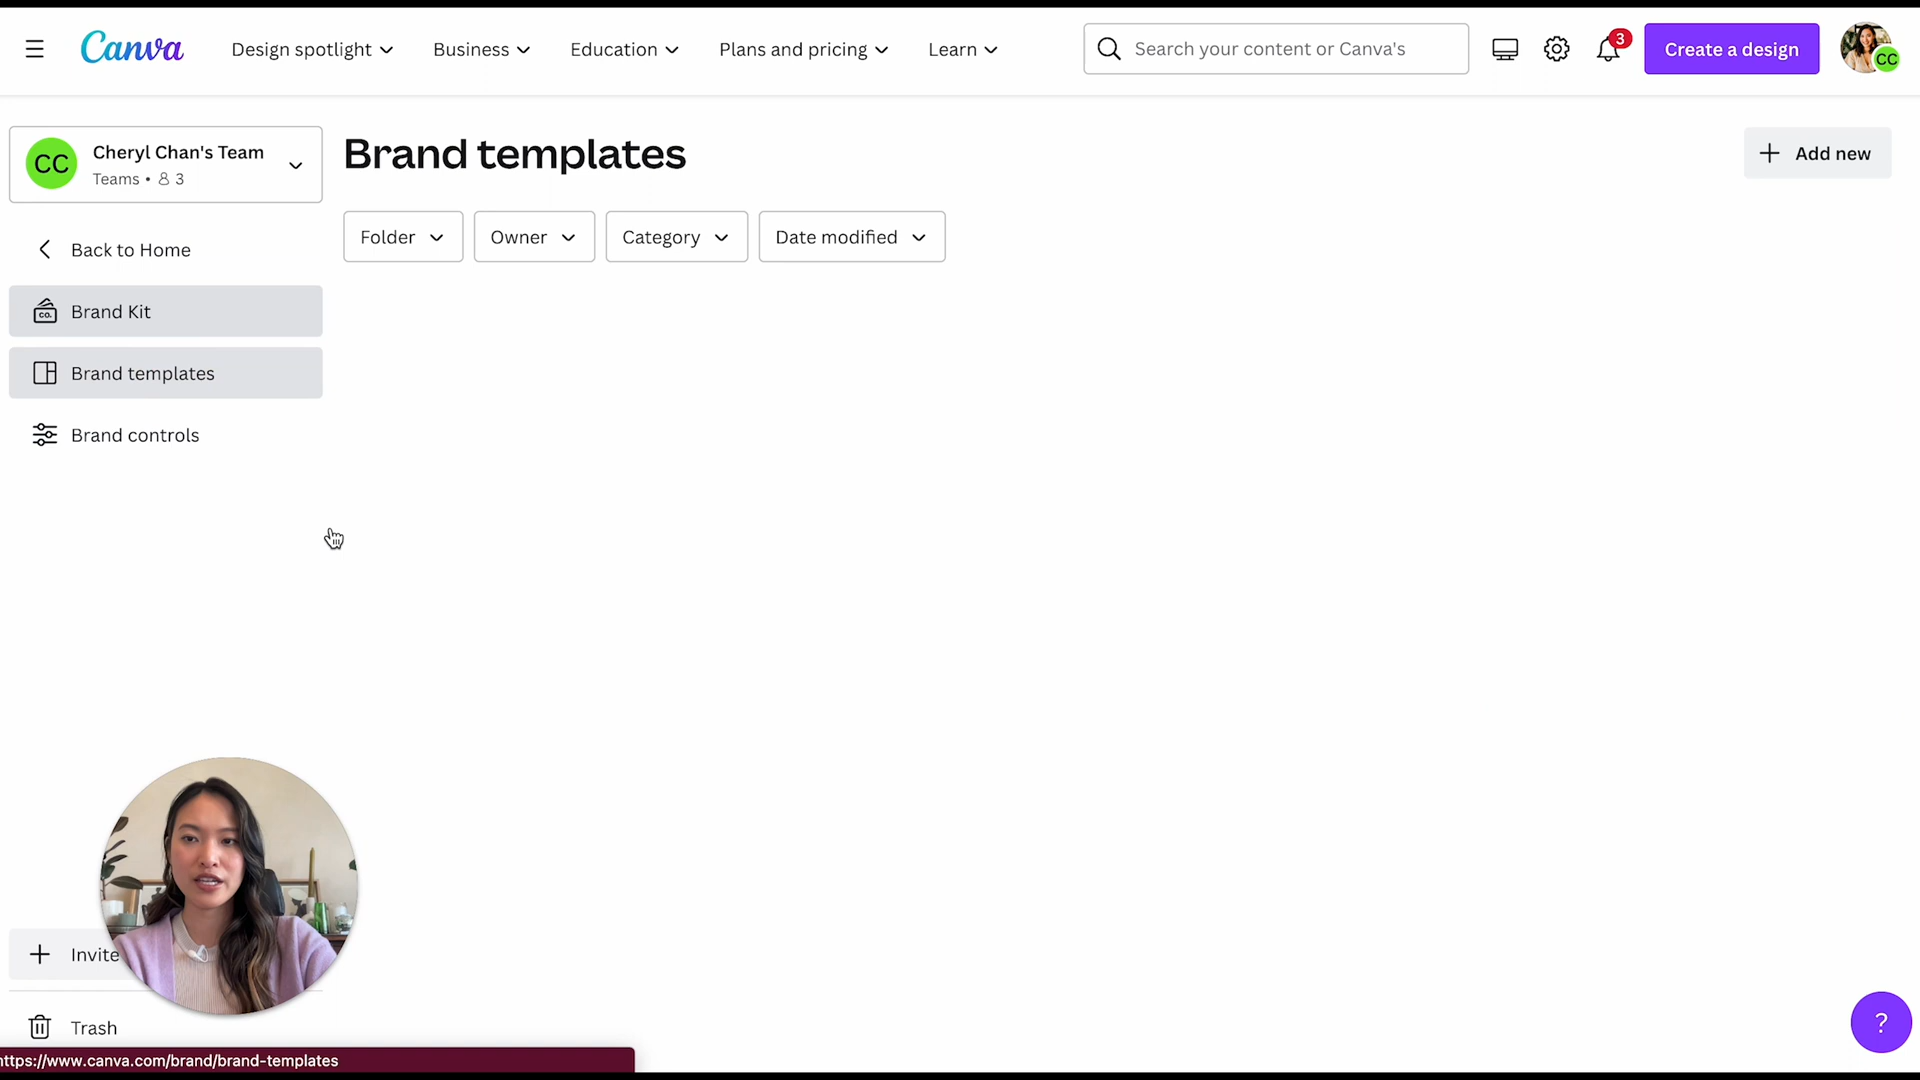 Canva
Design spotlight
Business
Education
Plans and pricing
Learn
Search your content or Canva's
3
Create a design
CC
CC
Cheryl Chan's Team
Teams • 3
Brand templates
Add new
Folder
Owner
Category
Date modified
Back to Home
co.
Brand Kit
Brand templates
Brand controls
Invite
Trash
?
https://www.canva.com/brand/brand-templates